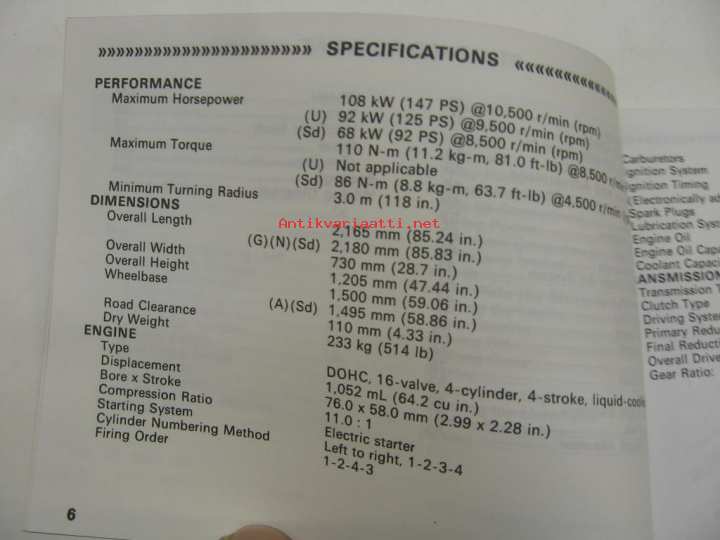 »»»»»»»»»»»»»»»»»»»»»» SPECIFICATIONS «««««««««««««
PERFORMANCE
Maximum Horsepower 108 kW (147 PS) @10,500 r/min (rpm)
(U) 92 kW (125 PS) @9,500 r/min (rpm)
(Sd) 68 kW (92 PS) @8,500 r/min (rpm)
Maximum Torque 110 N-m (11.2 kg-m, 81.0 ft-lb) @8,500 r/min
(U) Not applicable
(Sd) 86 N-m (8.8 kg-m, 63.7 ft-lb) @4,500 r/min
Minimum Turning Radius 3.0 m (118 in.)
DIMENSIONS
Overall Length 2,165 mm (85.24 in.)
(G)(N)(Sd) 2,180 mm (85.83 in.)
Overall Width 730 mm (28.7 in.)
Overall Height 1,205 mm (47.44 in.)
Wheelbase 1,500 mm (59.06 in.)
(A)(Sd) 1,495 mm (58.86 in.)
Road Clearance 110 mm (4.33 in.)
Dry Weight 233 kg (514 lb)
ENGINE
Type DOHC, 16-valve, 4-cylinder, 4-stroke, liquid-coole
Displacement 1,052 mL (64.2 cu in.)
Bore x Stroke 76.0 x 58.0 mm (2.99 x 2.28 in.)
Compression Ratio 11.0 : 1
Starting System Electric starter
Cylinder Numbering Method Left to right, 1-2-3-4
Firing Order 1-2-4-3
6
Antikvariaatti.net
Carburetors
gnition System
gnition Timing
(Electronically ad
Spark Plugs
Lubrication Syst
Engine Oil
Engine Oil Cap
Coolant Capaci
ANSMISSION
Transmission T
Clutch Type
Driving Syste
Primary Redu
Final Reducti
Overall Drive
Gear Ratio: